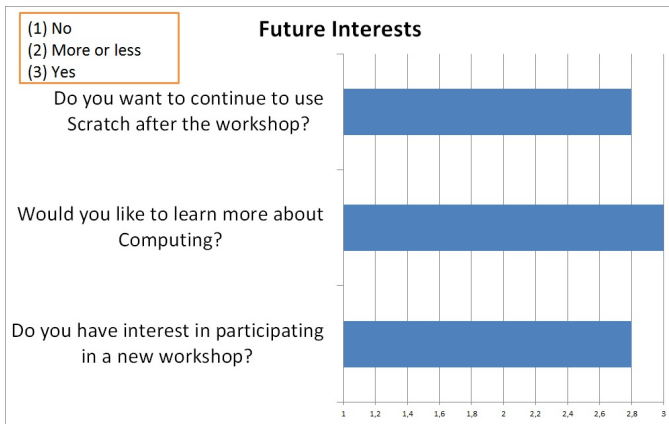 (1) No
(2) More or less
(3) Yes
Future Interests
Do you want to continue to use
Scratch after the workshop?
Would you like to learn more about
Computing?
Do you have interest in participating
in a new workshop?
1 1,2 1,4 1,6 1,8 2 2,2 2,4 2,6 2,8 3